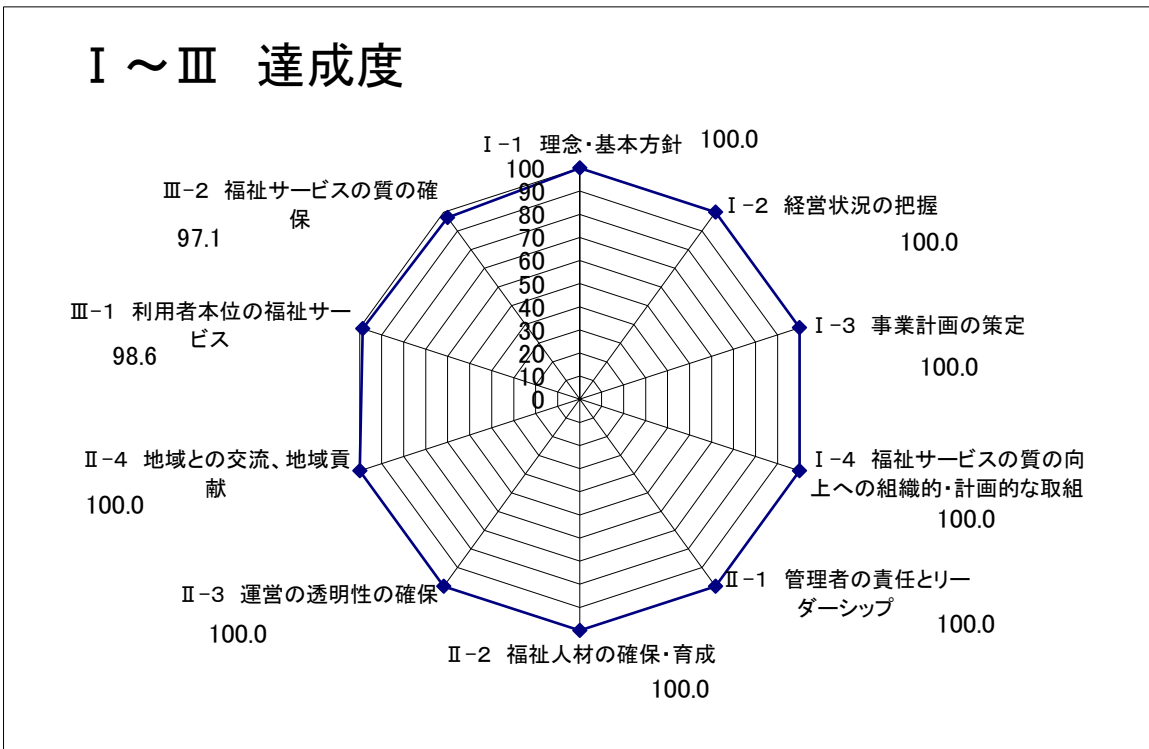 Ⅰ～Ⅲ 達成度
Ⅰ-1 理念・基本方針
100.0
Ⅰ-2 経営状況の把握
100.0
Ⅰ-3 事業計画の策定
100.0
Ⅰ-4 福祉サービスの質の向
上への組織的・計画的な取組
100.0
Ⅱ-1 管理者の責任とリー
ダーシップ
100.0
Ⅱ-2 福祉人材の確保・育成
100.0
Ⅱ-3 運営の透明性の確保
100.0
Ⅱ-4 地域との交流、地域貢
献
100.0
Ⅲ-1 利用者本位の福祉サー
ビス
98.6
Ⅲ-2 福祉サービスの質の確
保
97.1
100
90
80
70
60
50
40
30
20
10
0